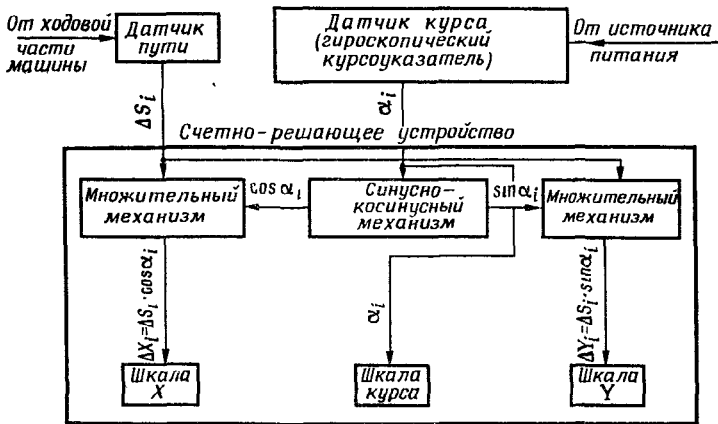 От ходовой
части
машины
Датчик
пути
Датчик курса
(гироскопический
курсоуказатель)
От источника
питания
ΔSi
αi
Счетно-решающее устройство
Множительный
механизм
cos αi
Синусно-
косинусный
механизм
sin αi
Множительный
механизм
ΔXi=ΔSi·cosαi
αi
ΔYi=ΔSi·sinαi
Шкала
X
Шкала
курса
Шкала
Y